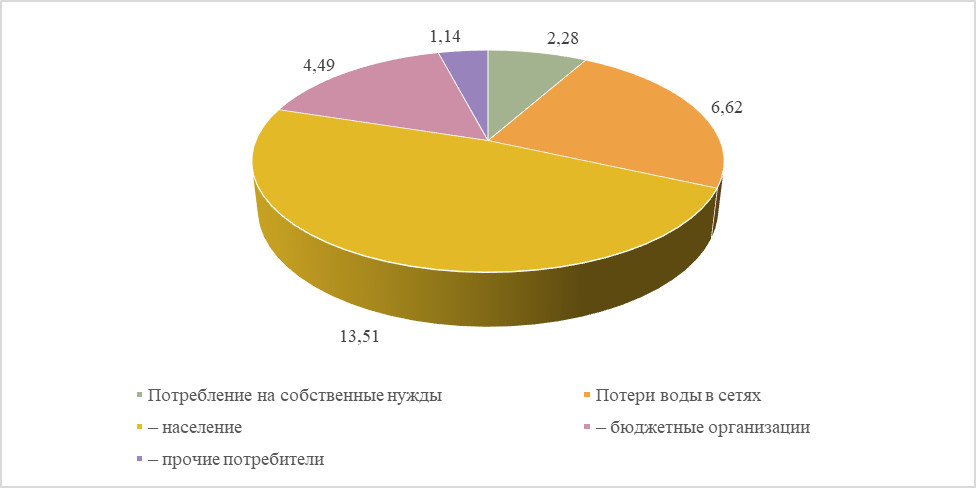 1,14
2,28
4,49
6,62
13,51
Потребление на собственные нужды
Потери воды в сетях
– население
– бюджетные организации
– прочие потребители